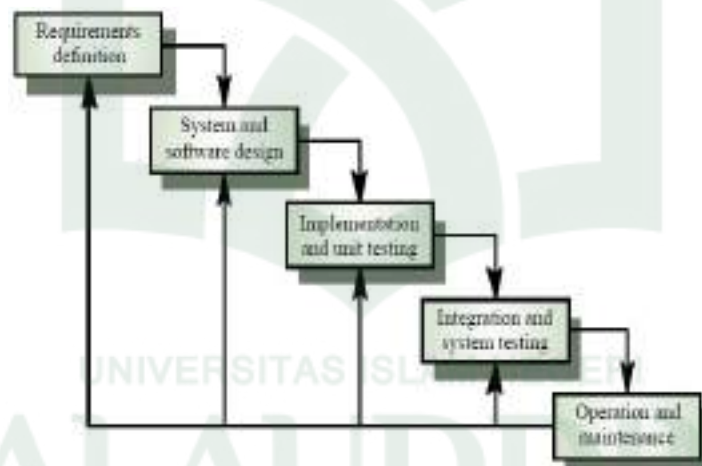 Requirements
definition
System and
software design
Implementation
and unit testing
Integration and
system testing
UNIVERSITAS ISLAM
Operation and
maintenance